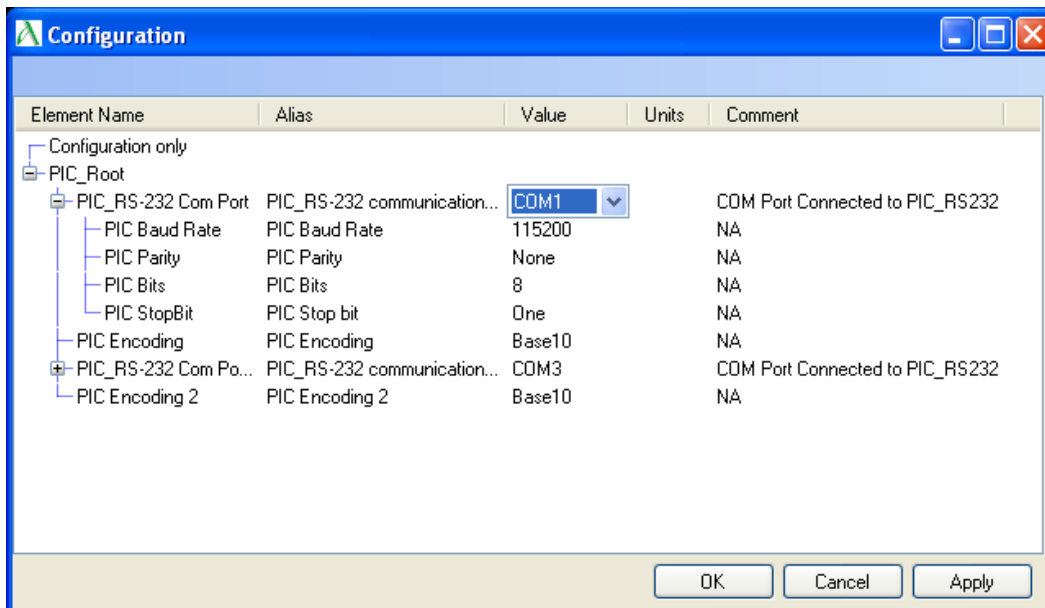 Configuration
Element Name Alias Value Units Comment
Configuration only
PIC_Root
PIC_RS-232 Com Port PIC_RS-232 communication... COM1 COM Port Connected to PIC_RS232
PIC Baud Rate PIC Baud Rate 115200 NA
PIC Parity PIC Parity None NA
PIC Bits PIC Bits 8 NA
PIC StopBit PIC Stop bit One NA
PIC Encoding PIC Encoding Base10 NA
PIC_RS-232 Com Po... PIC_RS-232 communication... COM3 COM Port Connected to PIC_RS232
PIC Encoding 2 PIC Encoding 2 Base10 NA
OK Cancel Apply